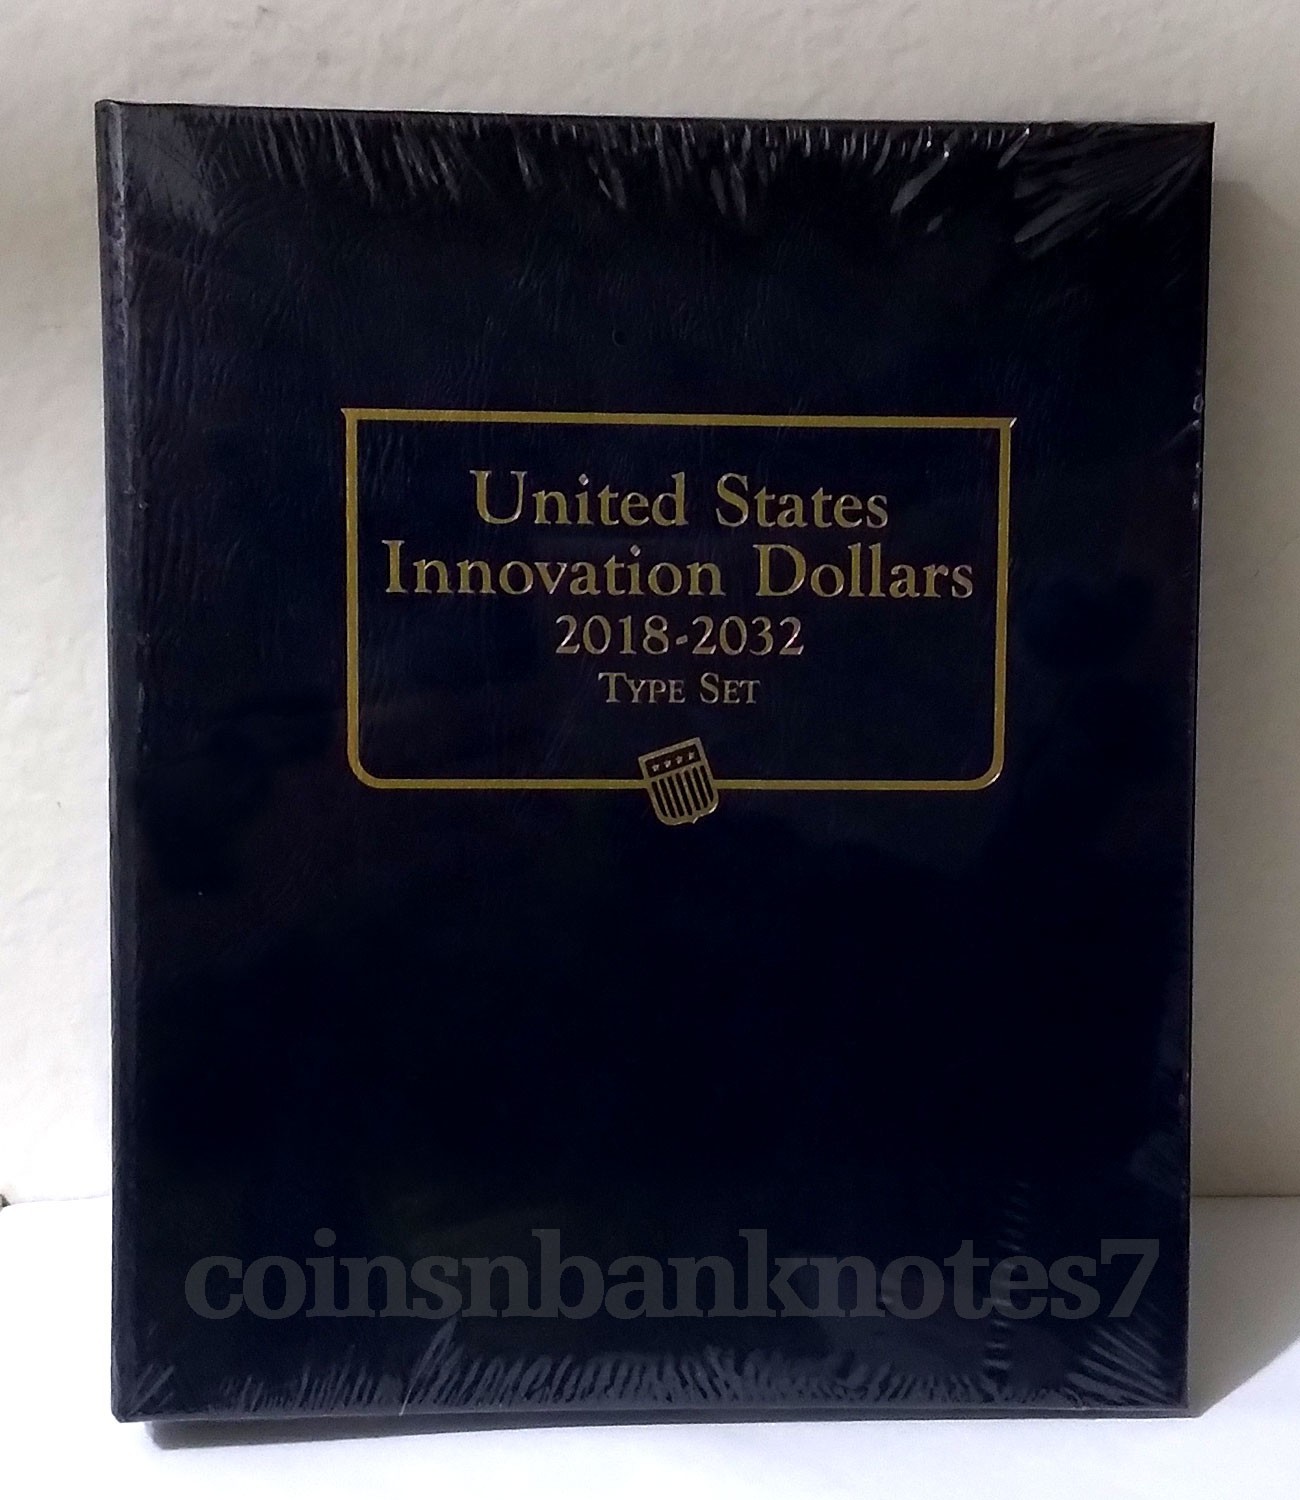 United States
Innovation Dollars
2018-2032
TYPE SET
coinsnbanknotes7